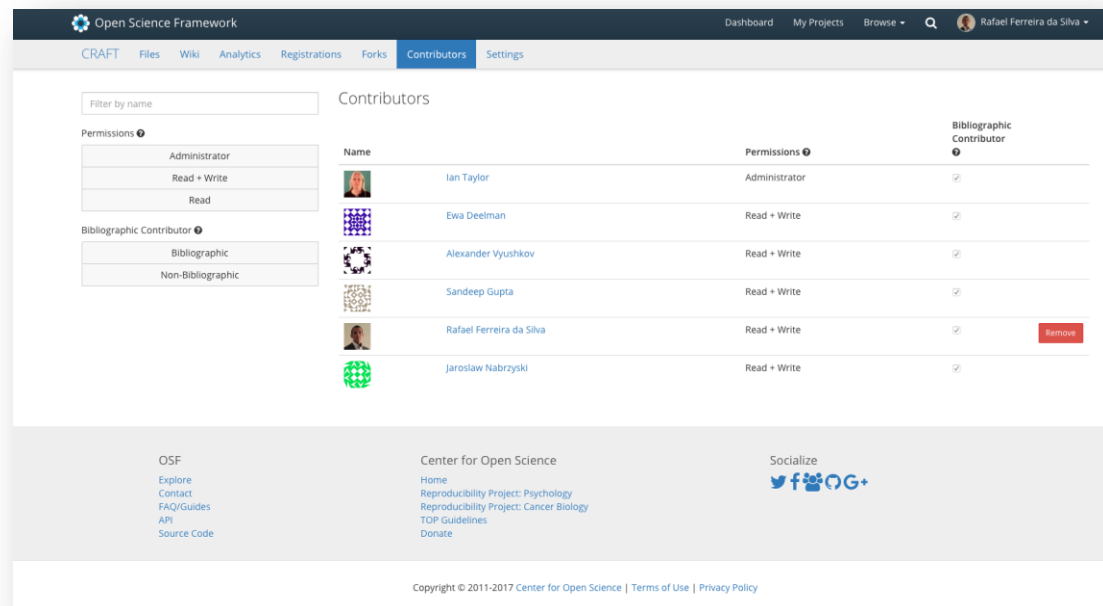 Open Science Framework
Dashboard My Projects Browse Rafael Ferreira da Silva
CRAFT Files Wiki Analytics Registrations Forks Contributors Settings
Filter by name
Permissions
Administrator
Read + Write
Read
Bibliographic Contributor
Bibliographic
Non-Bibliographic
Contributors
Name Permissions Bibliographic
Contributor
Ian Taylor Administrator
Ewa Deelman Read + Write
Alexander Vyushkov Read + Write
Sandeep Gupta Read + Write
Rafael Ferreira da Silva Read + Write Remove
Jaroslaw Nabrzyski Read + Write
OSF
Explore
Contact
FAQ/Guides
API
Source Code
Center for Open Science
Home
Reproducibility Project: Psychology
Reproducibility Project: Cancer Biology
TOP Guidelines
Donate
Socialize
Copyright © 2011-2017 Center for Open Science | Terms of Use | Privacy Policy